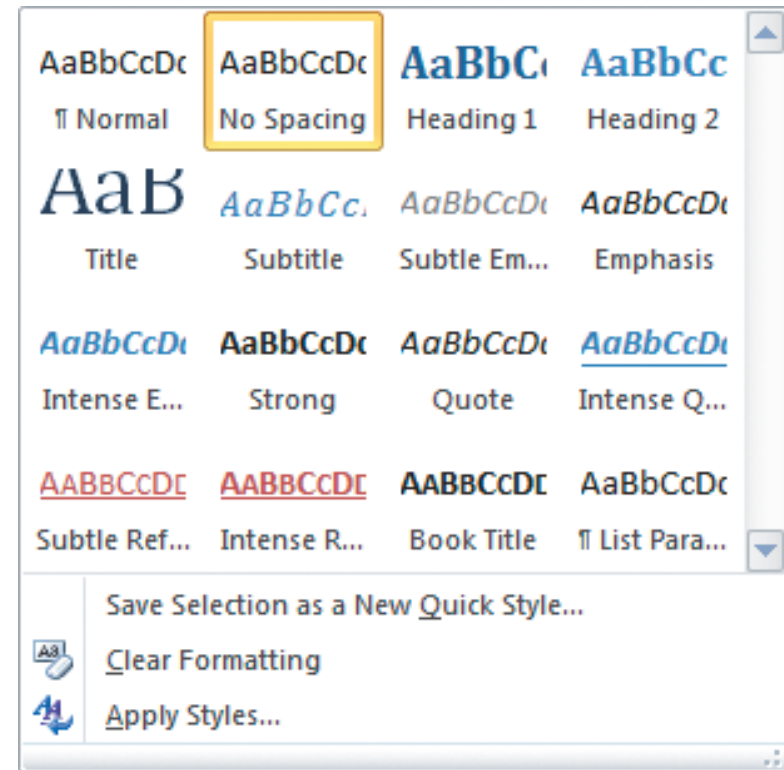 AaBbCcDc AaBbCcDc AaBbC AaBbCc
¶ Normal No Spacing Heading 1 Heading 2
AaB AaBbCc. AaBbCcDc AaBbCcDc
Title Subtitle Subtle Em... Emphasis
AaBbCcDc AaBbCcDc AaBbCcDc AaBbCcDc
Intense E... Strong Quote Intense Q...
AABBCCDD AABBCCDD AABBCCDD AaBbCcDc
Subtle Ref... Intense R... Book Title ¶ List Para...
Save Selection as a New Quick Style...
Clear Formatting
Apply Styles...